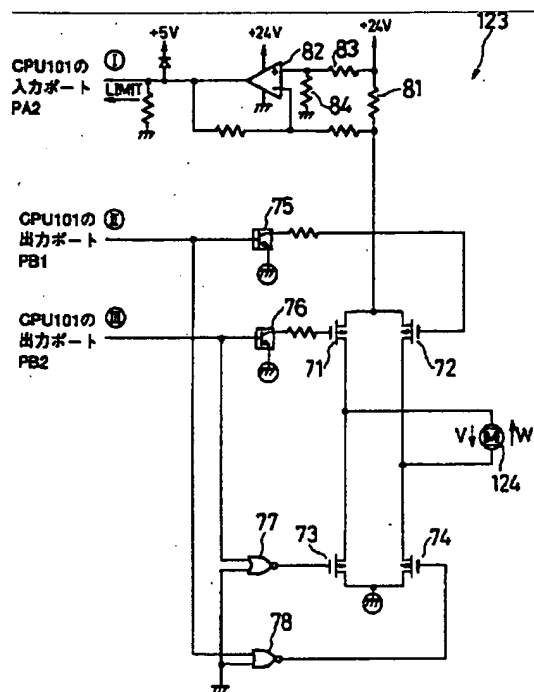 +5V
+24V
+24V
123
82
83
CPU101の Ⓘ
入力ポート LIMIT
PA2
84
81
CPU101の Ⅱ
出力ポート
PB1
75
CPU101の Ⅲ
出力ポート
PB2
76
71
72
V M W
124
77
73
74
78